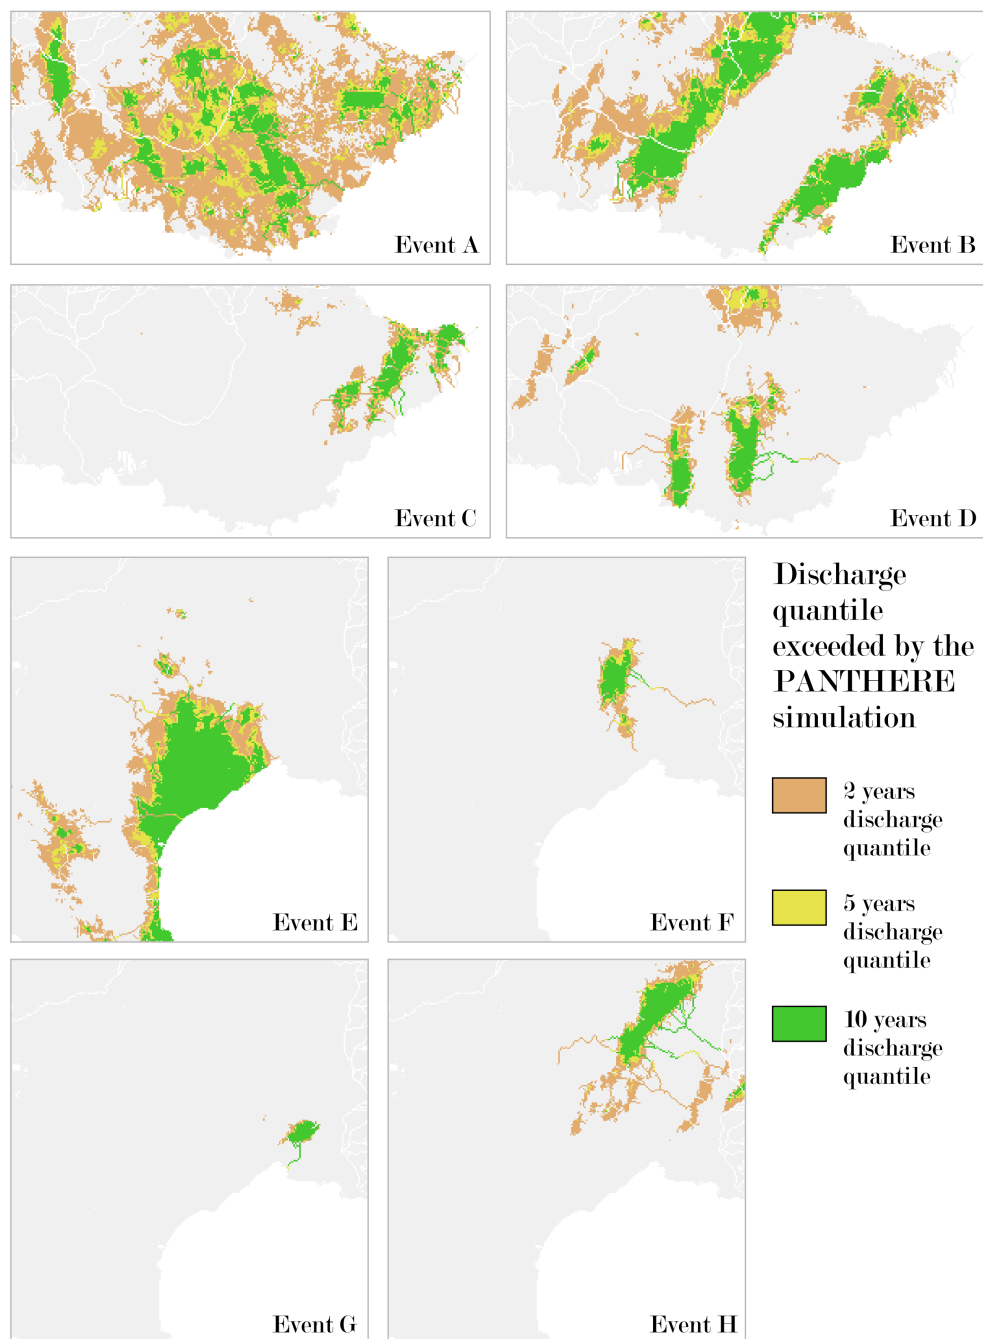 Event A
Event B
Event C
Event D
Event E
Event F
Discharge
quantile
exceeded by the
PANTHERE
simulation
2 years
discharge
quantile
5 years
discharge
quantile
10 years
discharge
quantile
Event G
Event H